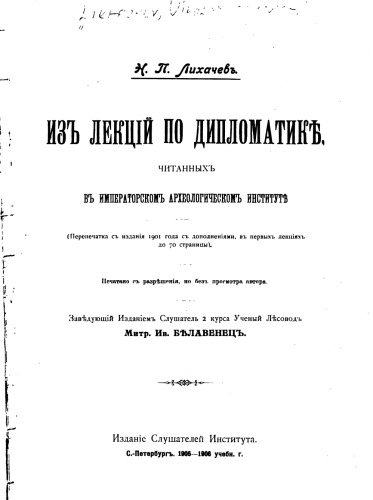 Н. П. Лихачевъ.
ИЗЪ ЛЕКЦІЙ ПО ДИПЛОМАТИКѢ,
ЧИТАННЫХЪ
ВЪ ИМПЕРАТОРСКОМЪ АРХЕОЛОГИЧЕСКОМЪ ИНСТИТУТѢ
(Перепечатка съ изданія 1901 года съ дополненіями, въ первыхъ лекціяхъ
до 70 страницы).
Печатано съ разрѣшенія, но безъ просмотра автора.
Завѣдующій Изданіемъ Слушатель 2 курса Ученый Лѣсоводъ
Митр. Ив. БѢЛАВЕНЕЦЪ.
Изданіе Слушателей Института.
С.-Петербургъ. 1905—1906 учебн. г.